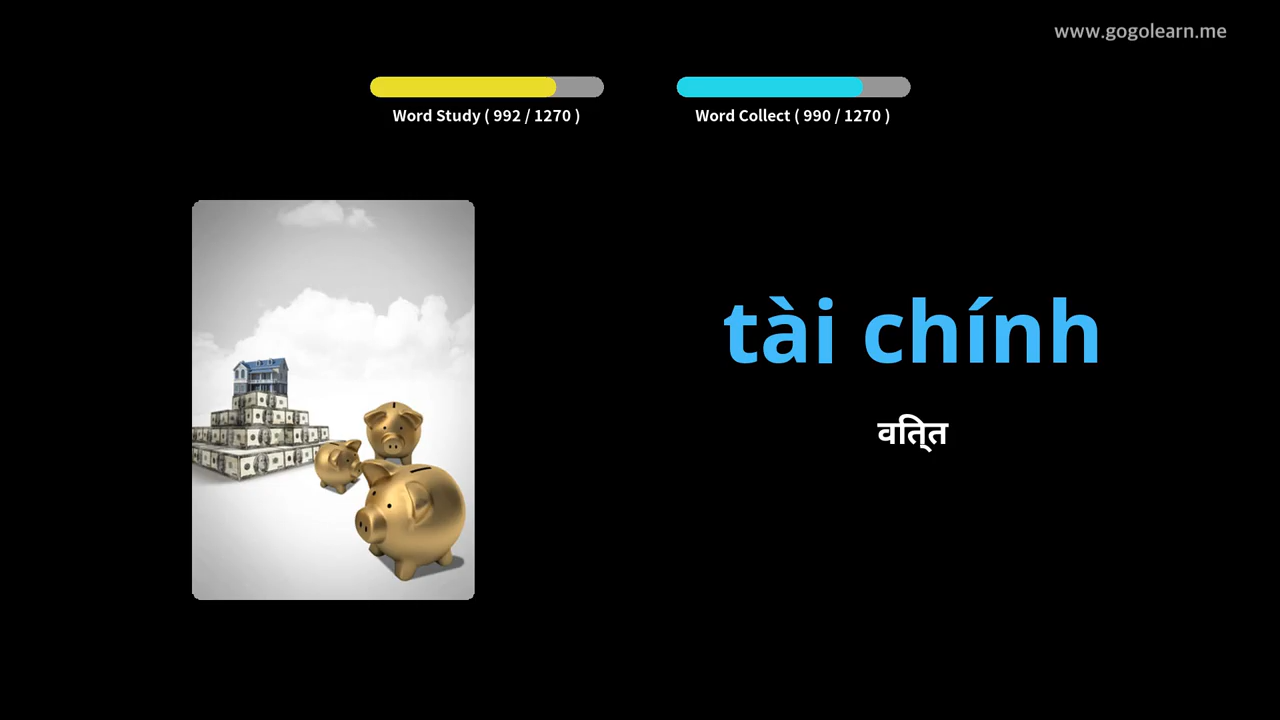 www.gogolearn.me
Word Study ( 992 / 1270 )
Word Collect ( 990 / 1270 )
tài chính
वित्त